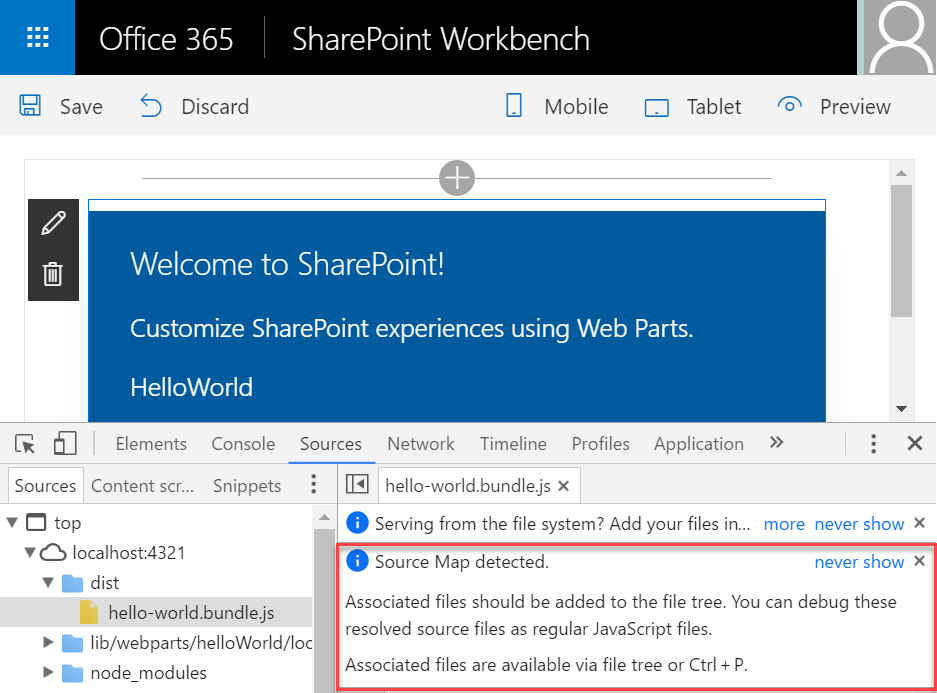 Office 365 SharePoint Workbench
Save Discard Mobile Tablet Preview
Welcome to SharePoint!
Customize SharePoint experiences using Web Parts.
HelloWorld
Elements Console Sources Network Timeline Profiles Application
Sources Content scr... Snippets
hello-world.bundle.js
top
localhost:4321
dist
hello-world.bundle.js
lib/webparts/helloWorld/loc
node_modules
Serving from the file system? Add your files in... more never show
Source Map detected. never show
Associated files should be added to the file tree. You can debug these
resolved source files as regular JavaScript files.
Associated files are available via file tree or Ctrl + P.